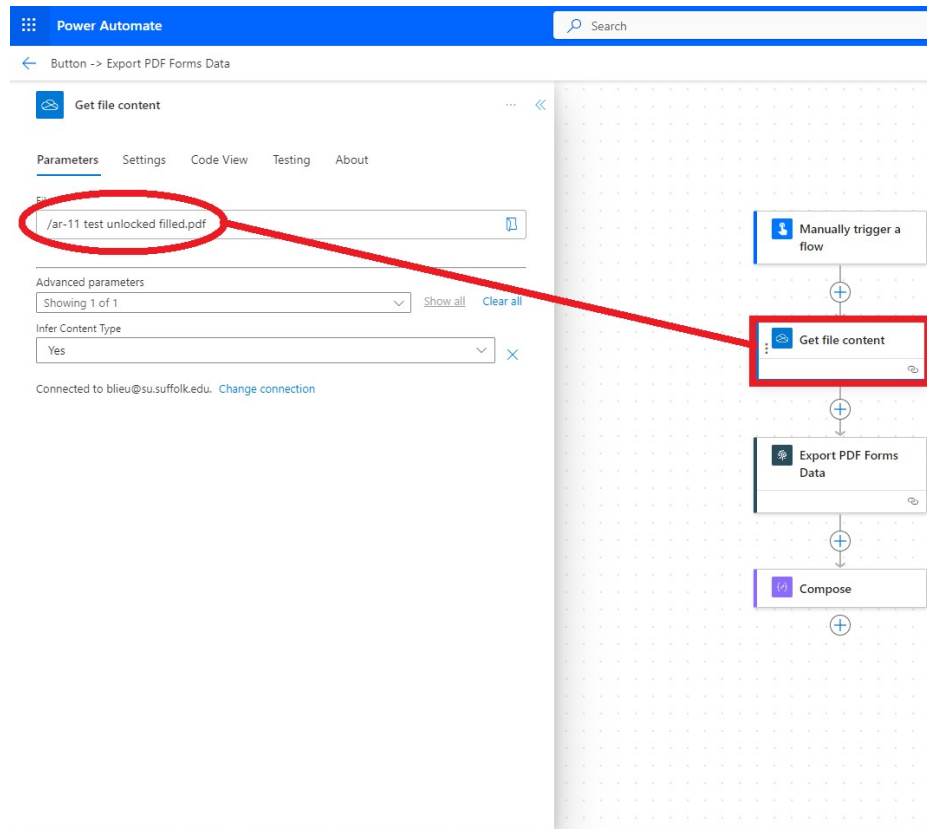 Power Automate
Search
Button -> Export PDF Forms Data
Get file content
Parameters Settings Code View Testing About
/ar-11 test unlocked filled.pdf
Advanced parameters
Showing 1 of 1
Show all Clear all
Infer Content Type
Yes
Connected to blieu@su.suffolk.edu. Change connection
Manually trigger a
flow
Get file content
Export PDF Forms
Data
Compose